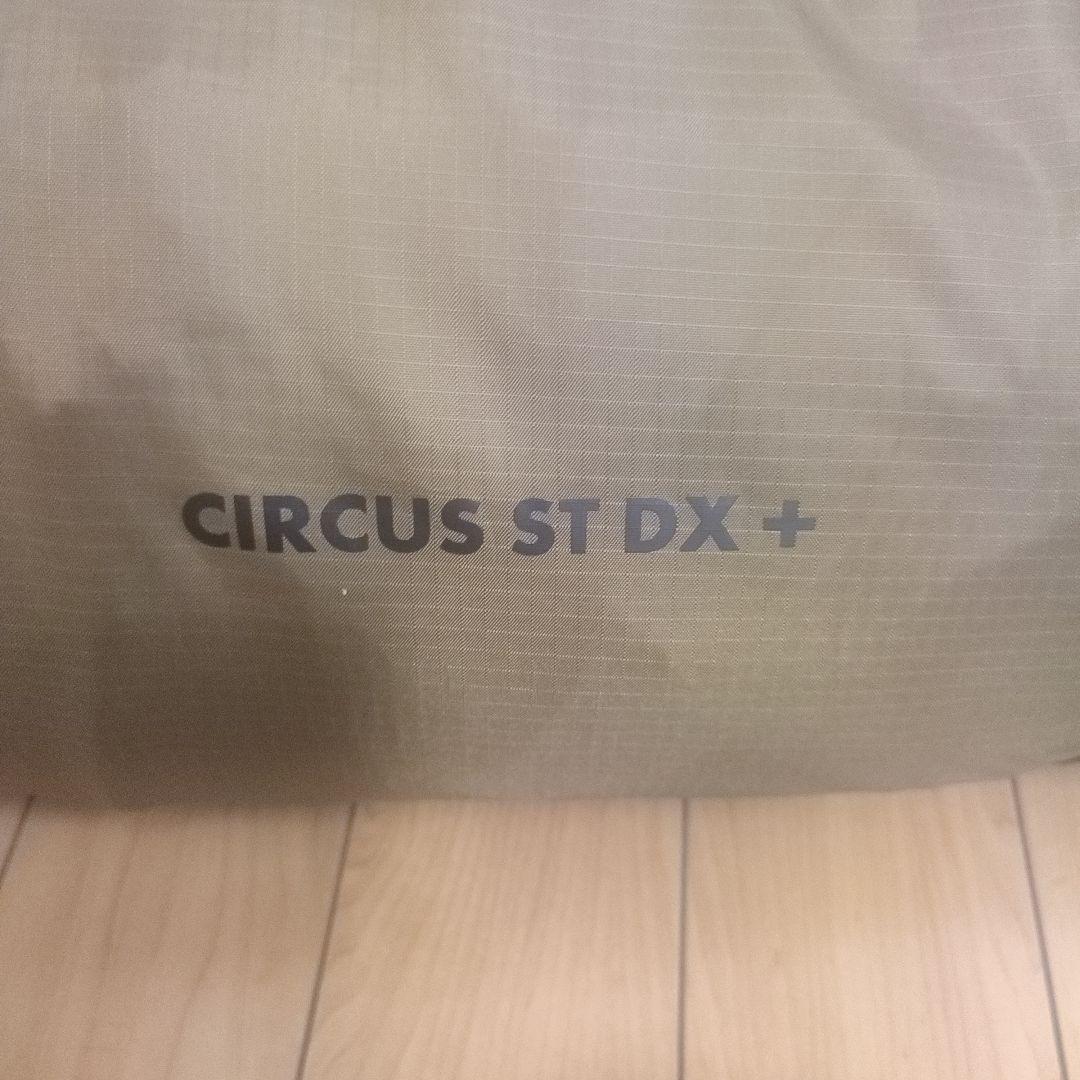 CIRCUS ST DX +